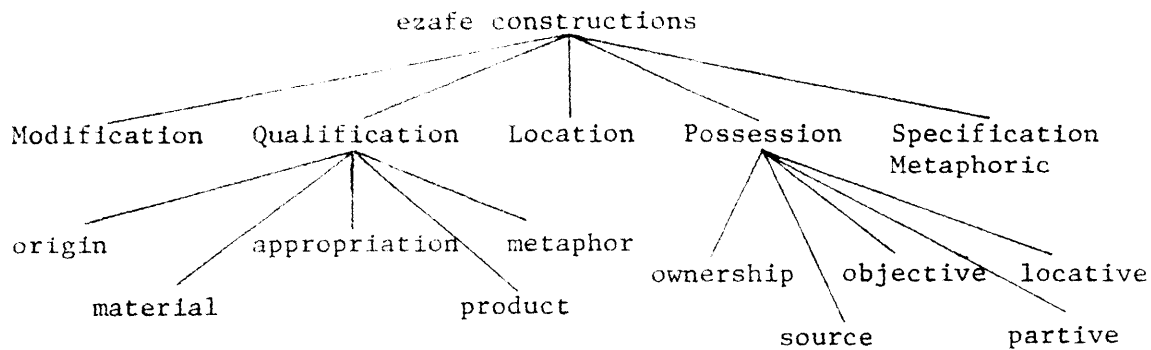 ezafe constructions
Modification Qualification Location Possession Specification
Metaphoric
origin appropriation metaphor
ownership objective locative
material product
source partive